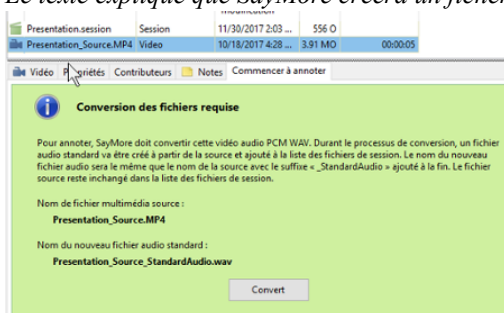 Le texte explique que SayMore créera un fichier
modification
Presentation.session Session 11/30/2017 2:03 ... 556 O
Presentation_Source.MP4 Video 10/18/2017 4:28 ... 3.91 MO 00:00:05
Vidéo Propriétés Contributeurs Notes Commencer à annoter
Conversion des fichiers requise
Pour annoter, SayMore doit convertir cette vidéo audio PCM WAV. Durant le processus de conversion, un fichier
audio standard va être créé à partir de la source et ajouté à la liste des fichiers de session. Le nom du nouveau
fichier audio sera le même que le nom de la source avec le suffixe « _StandardAudio » ajouté à la fin. Le fichier
source reste inchangé dans la liste des fichiers de session.
Nom de fichier multimédia source :
Presentation_Source.MP4
Nom du nouveau fichier audio standard :
Presentation_Source_StandardAudio.wav
Convert